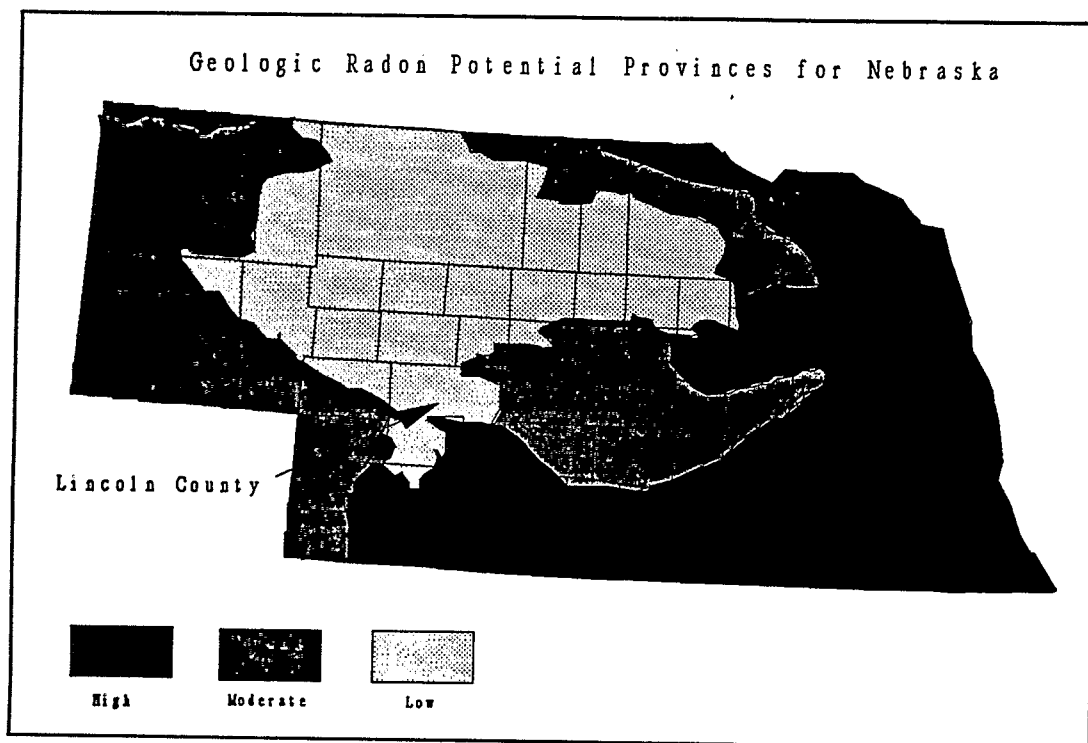 Geologic Radon Potential Provinces for Nebraska
Lincoln County
High
Moderate
Low